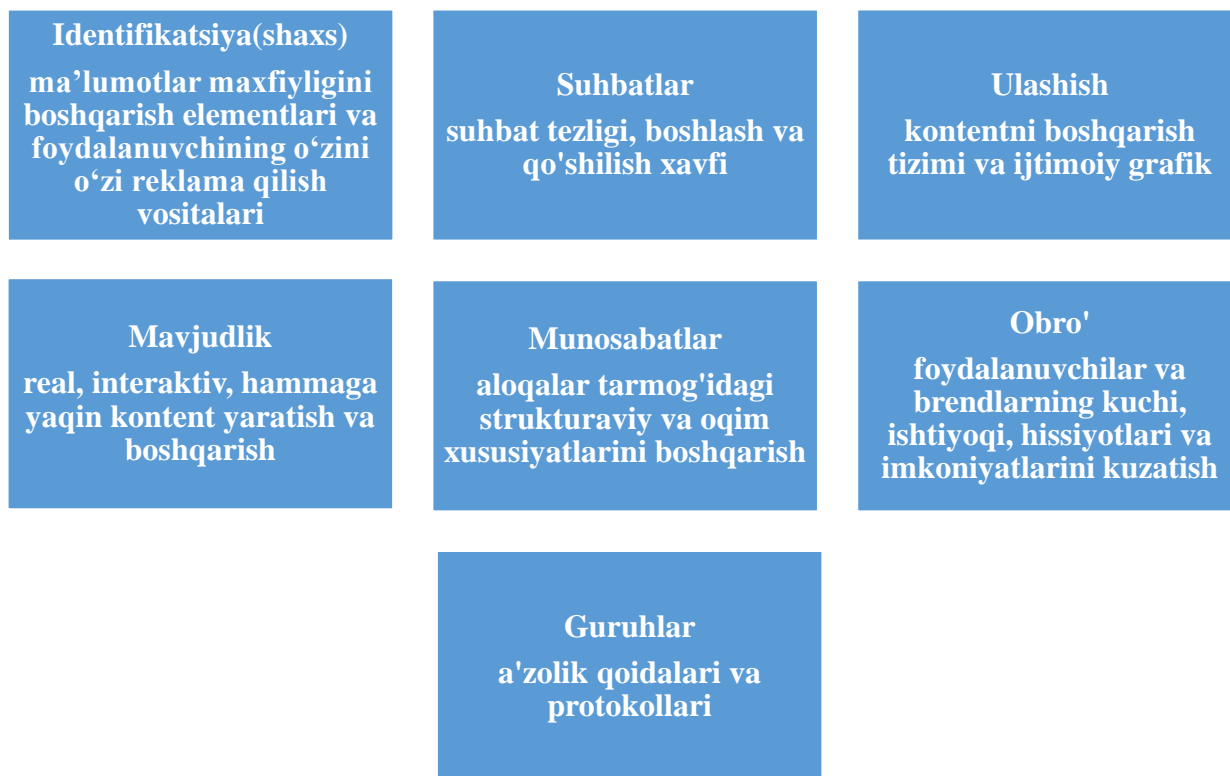 Identifikatsiya(shaxs)
ma’lumotlar maxfiyligini
boshqarish elementlari va
foydalanuvchining o‘zini
o‘zi reklama qilish
vositalari
Suhbatlar
suhbat tezligi, boshlash va
qo'shilish xavfi
Ulashish
kontentni boshqarish
tizimi va ijtimoiy grafik
Mavjudlik
real, interaktiv, hammaga
yaqin kontent yaratish va
boshqarish
Munosabatlar
aloqalar tarmog'idagi
strukturaviy va oqim
xususiyatlarini boshqarish
Obro'
foydalanuvchilar va
brendlarning kuchi,
ishtiyoqi, hissiyotlari va
imkoniyatlarini kuzatish
Guruhlar
a'zolik qoidalari va
protokollari